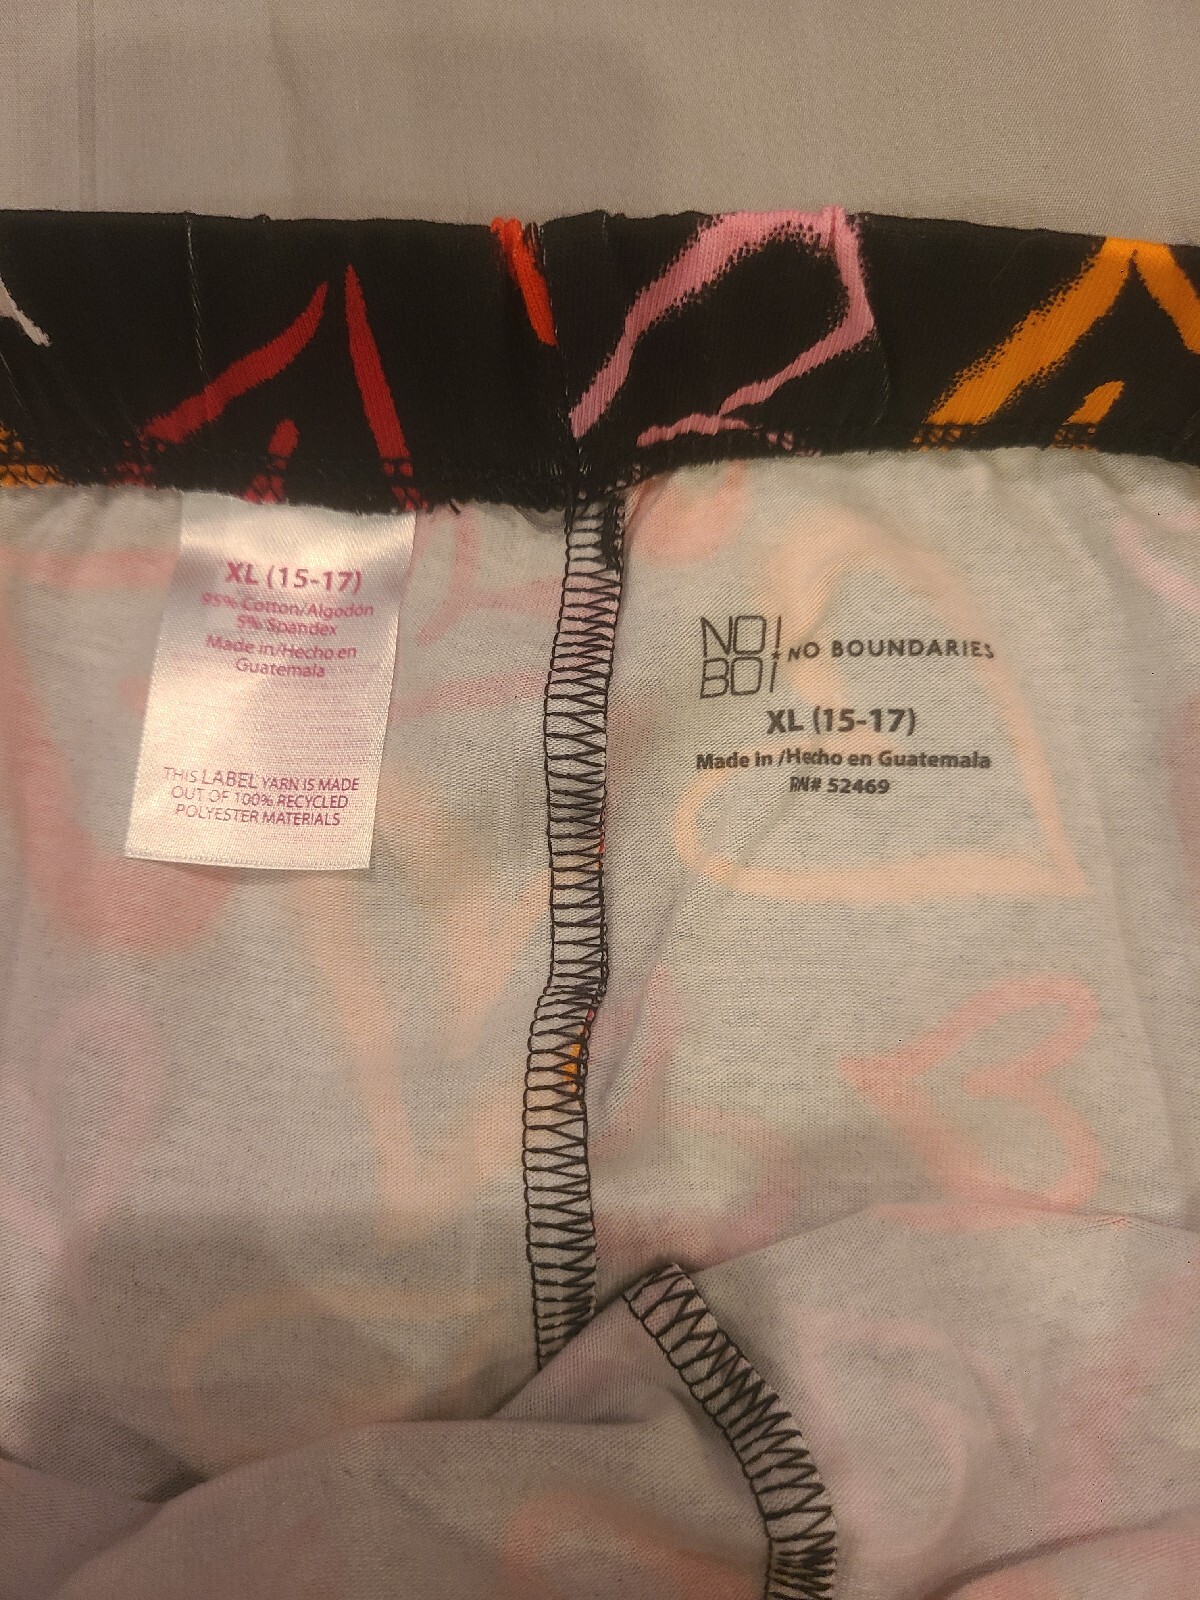 XL (15-17)
95% Cotton/Algodón
5% Spandex
Made in/Hecho en
Guatemala
THIS LABEL YARN IS MADE
OUT OF 100% RECYCLED
POLYESTER MATERIALS
NO!
BO!
NO BOUNDARIES
XL (15-17)
Made in /Hecho en Guatemala
RN# 52469